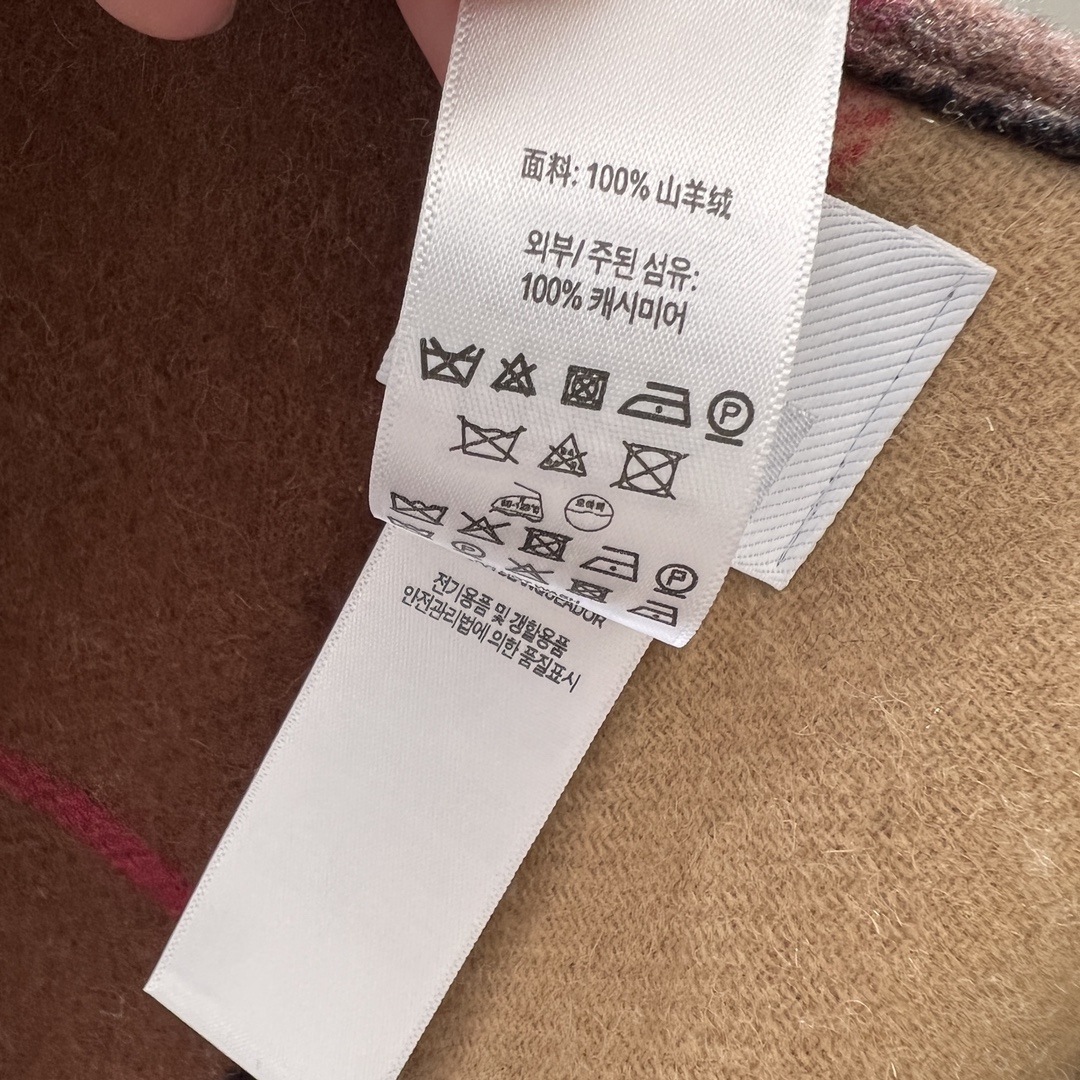 面料: 100% 山羊绒
외부/ 주된 섬유:
100% 캐시미어
P
P
전기용품 및 갱활용품
안전관리법에 의한 품질표시